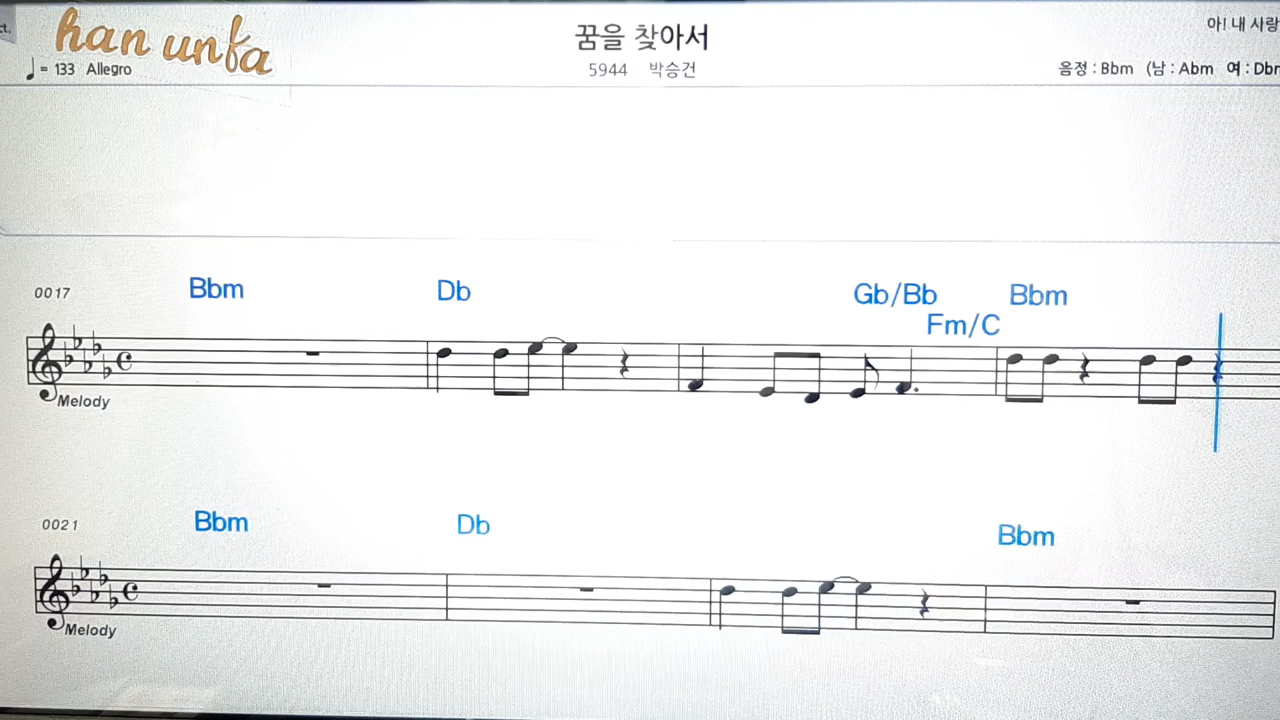 han unfa
꿈을 찾아서
아! 내 사랑
= 133 Allegro
5944 박승건
음정 : Bbm (남 : Abm 여 : Dbm
0017 Bbm Db Gb/Bb Bbm
Fm/C
Melody
0021 Bbm Db Bbm
Melody